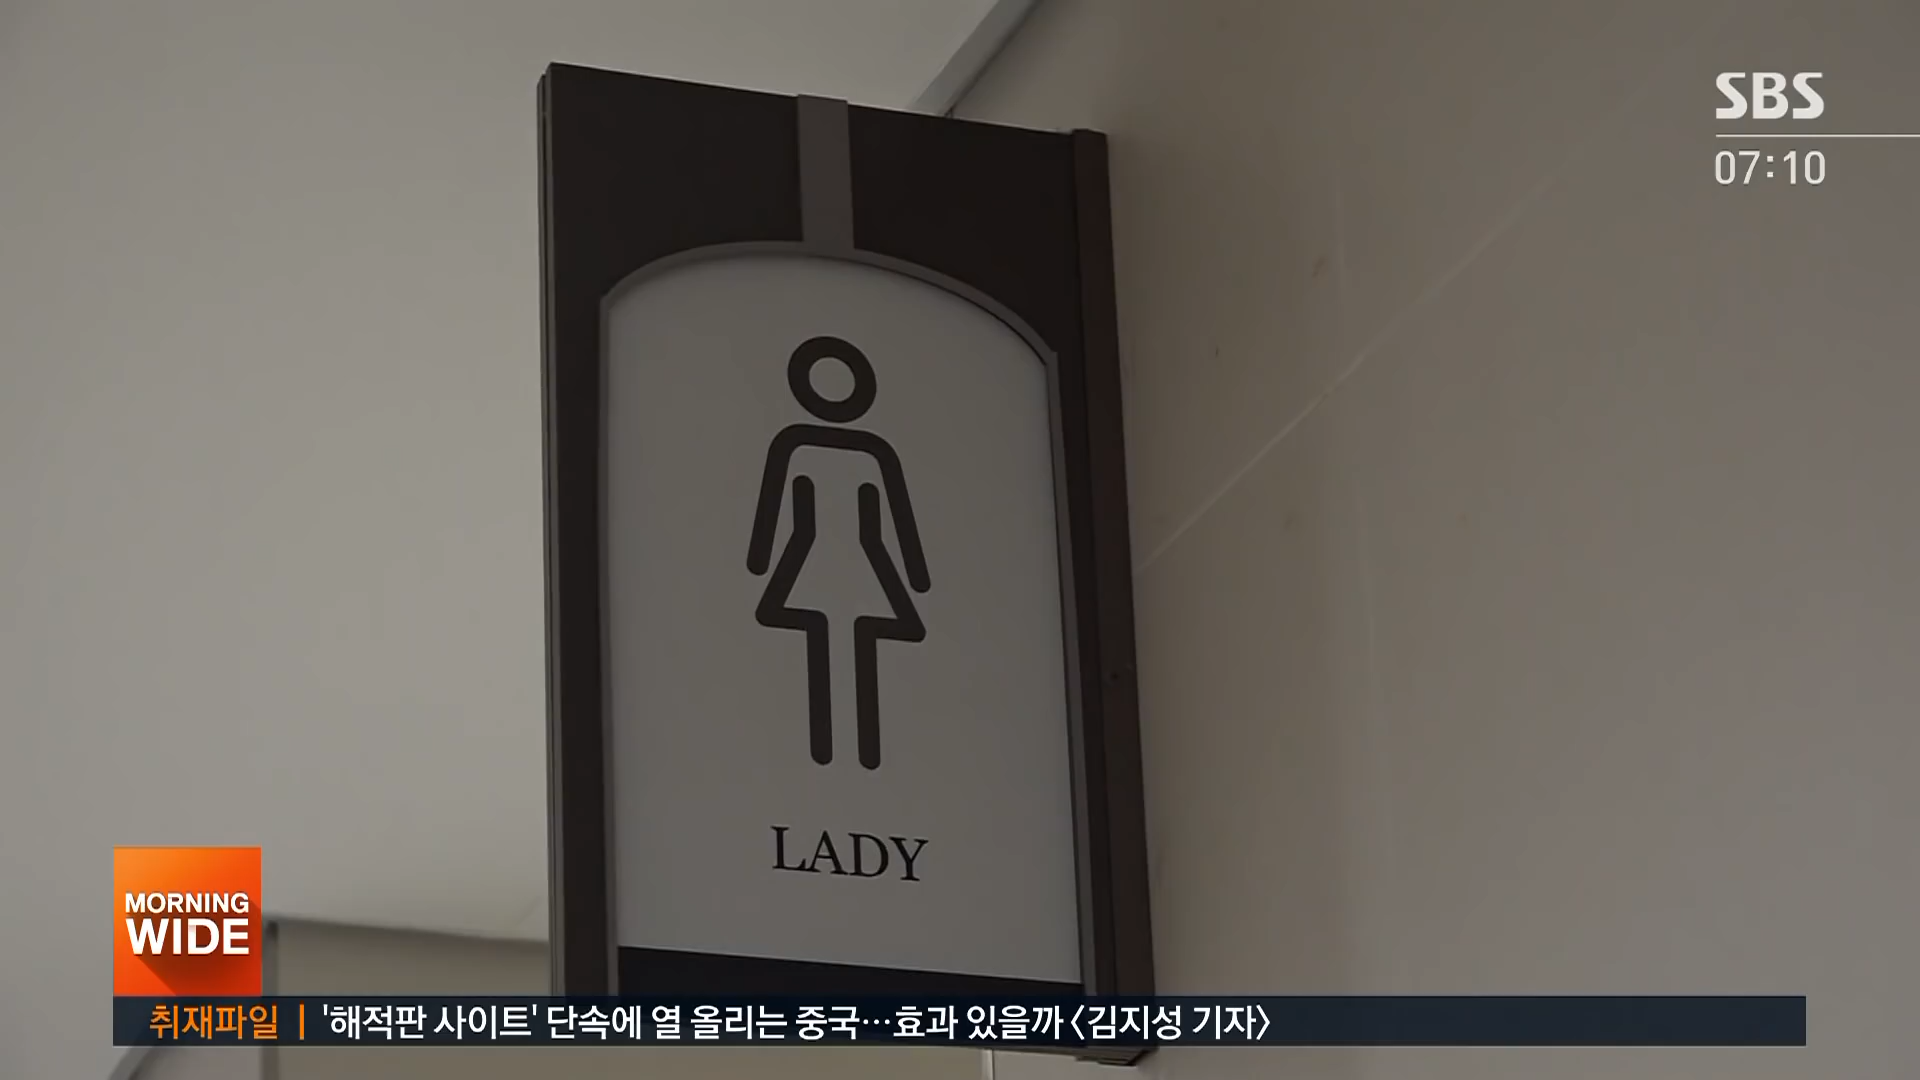 SBS
07:10
LADY
MORNING
WIDE
취재파일 | '해적판 사이트' 단속에 열 올리는 중국…효과 있을까 <김지성 기자>